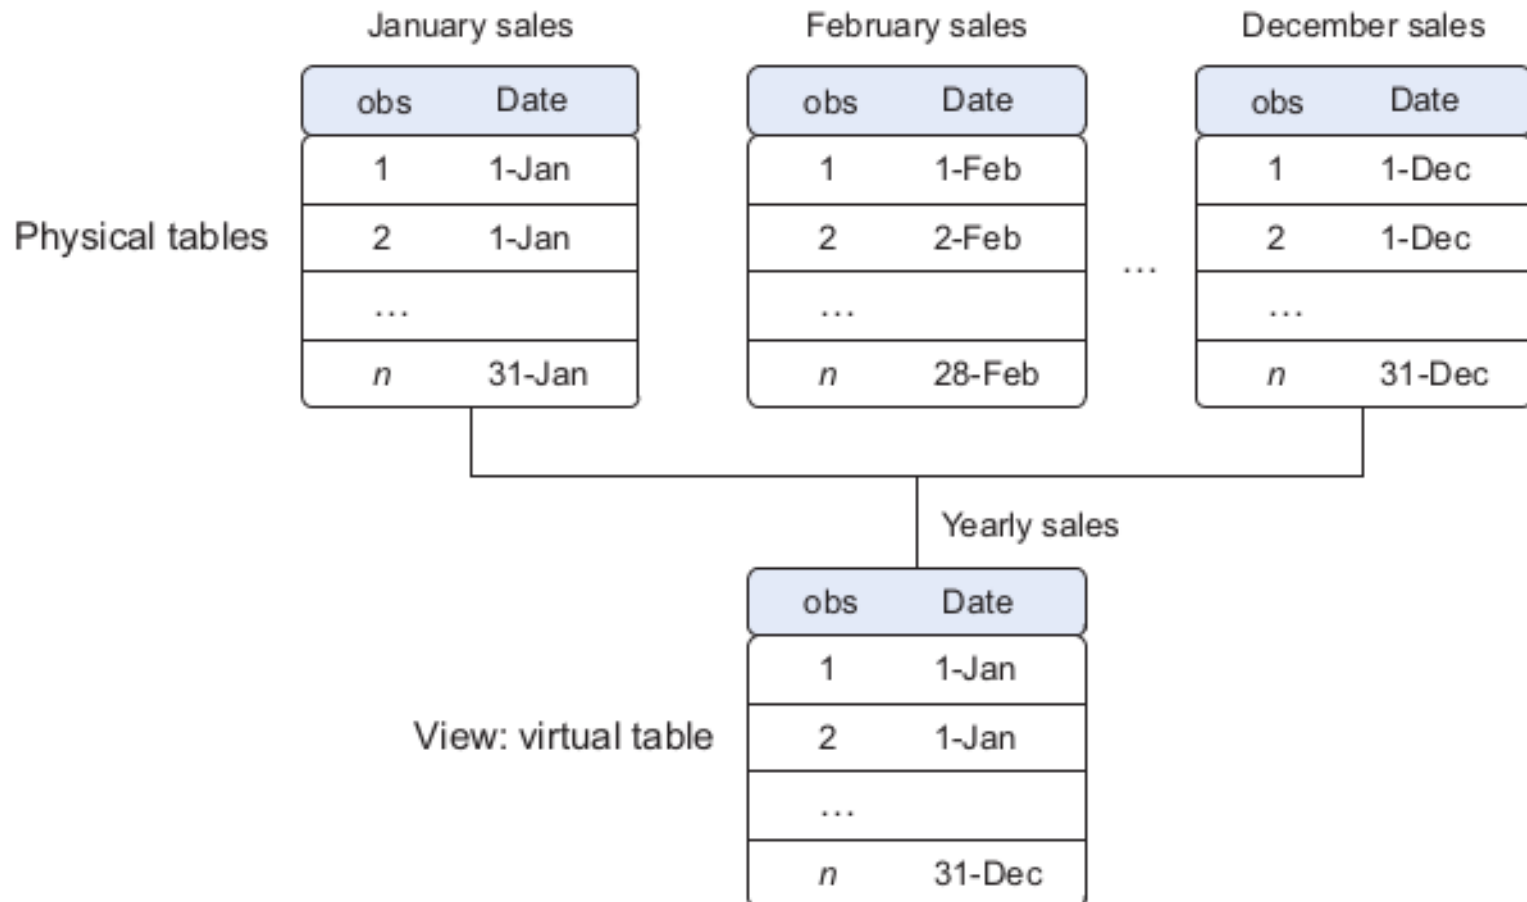 January sales
February sales
December sales
obs Date
obs Date
obs Date
1 1-Jan
1 1-Feb
1 1-Dec
Physical tables
2 1-Jan
2 2-Feb
2 1-Dec
…
…
…
…
n 31-Jan
n 28-Feb
n 31-Dec
Yearly sales
obs Date
1 1-Jan
View: virtual table
2 1-Jan
…
n 31-Dec